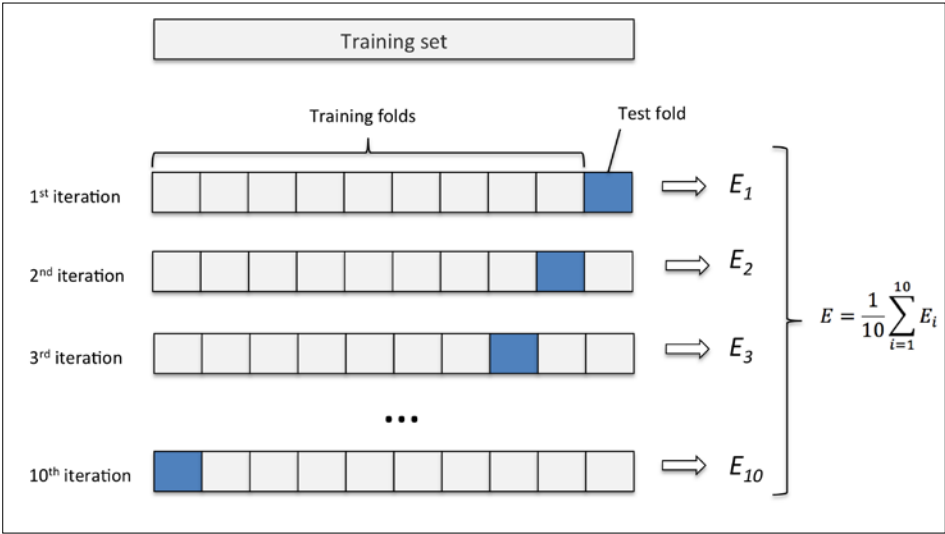 Training set
Training folds
Test fold
1st iteration
E1
2nd iteration
E2
3rd iteration
E3
...
10th iteration
E10
E = 1/10 ∑_{i=1}^{10} E_i